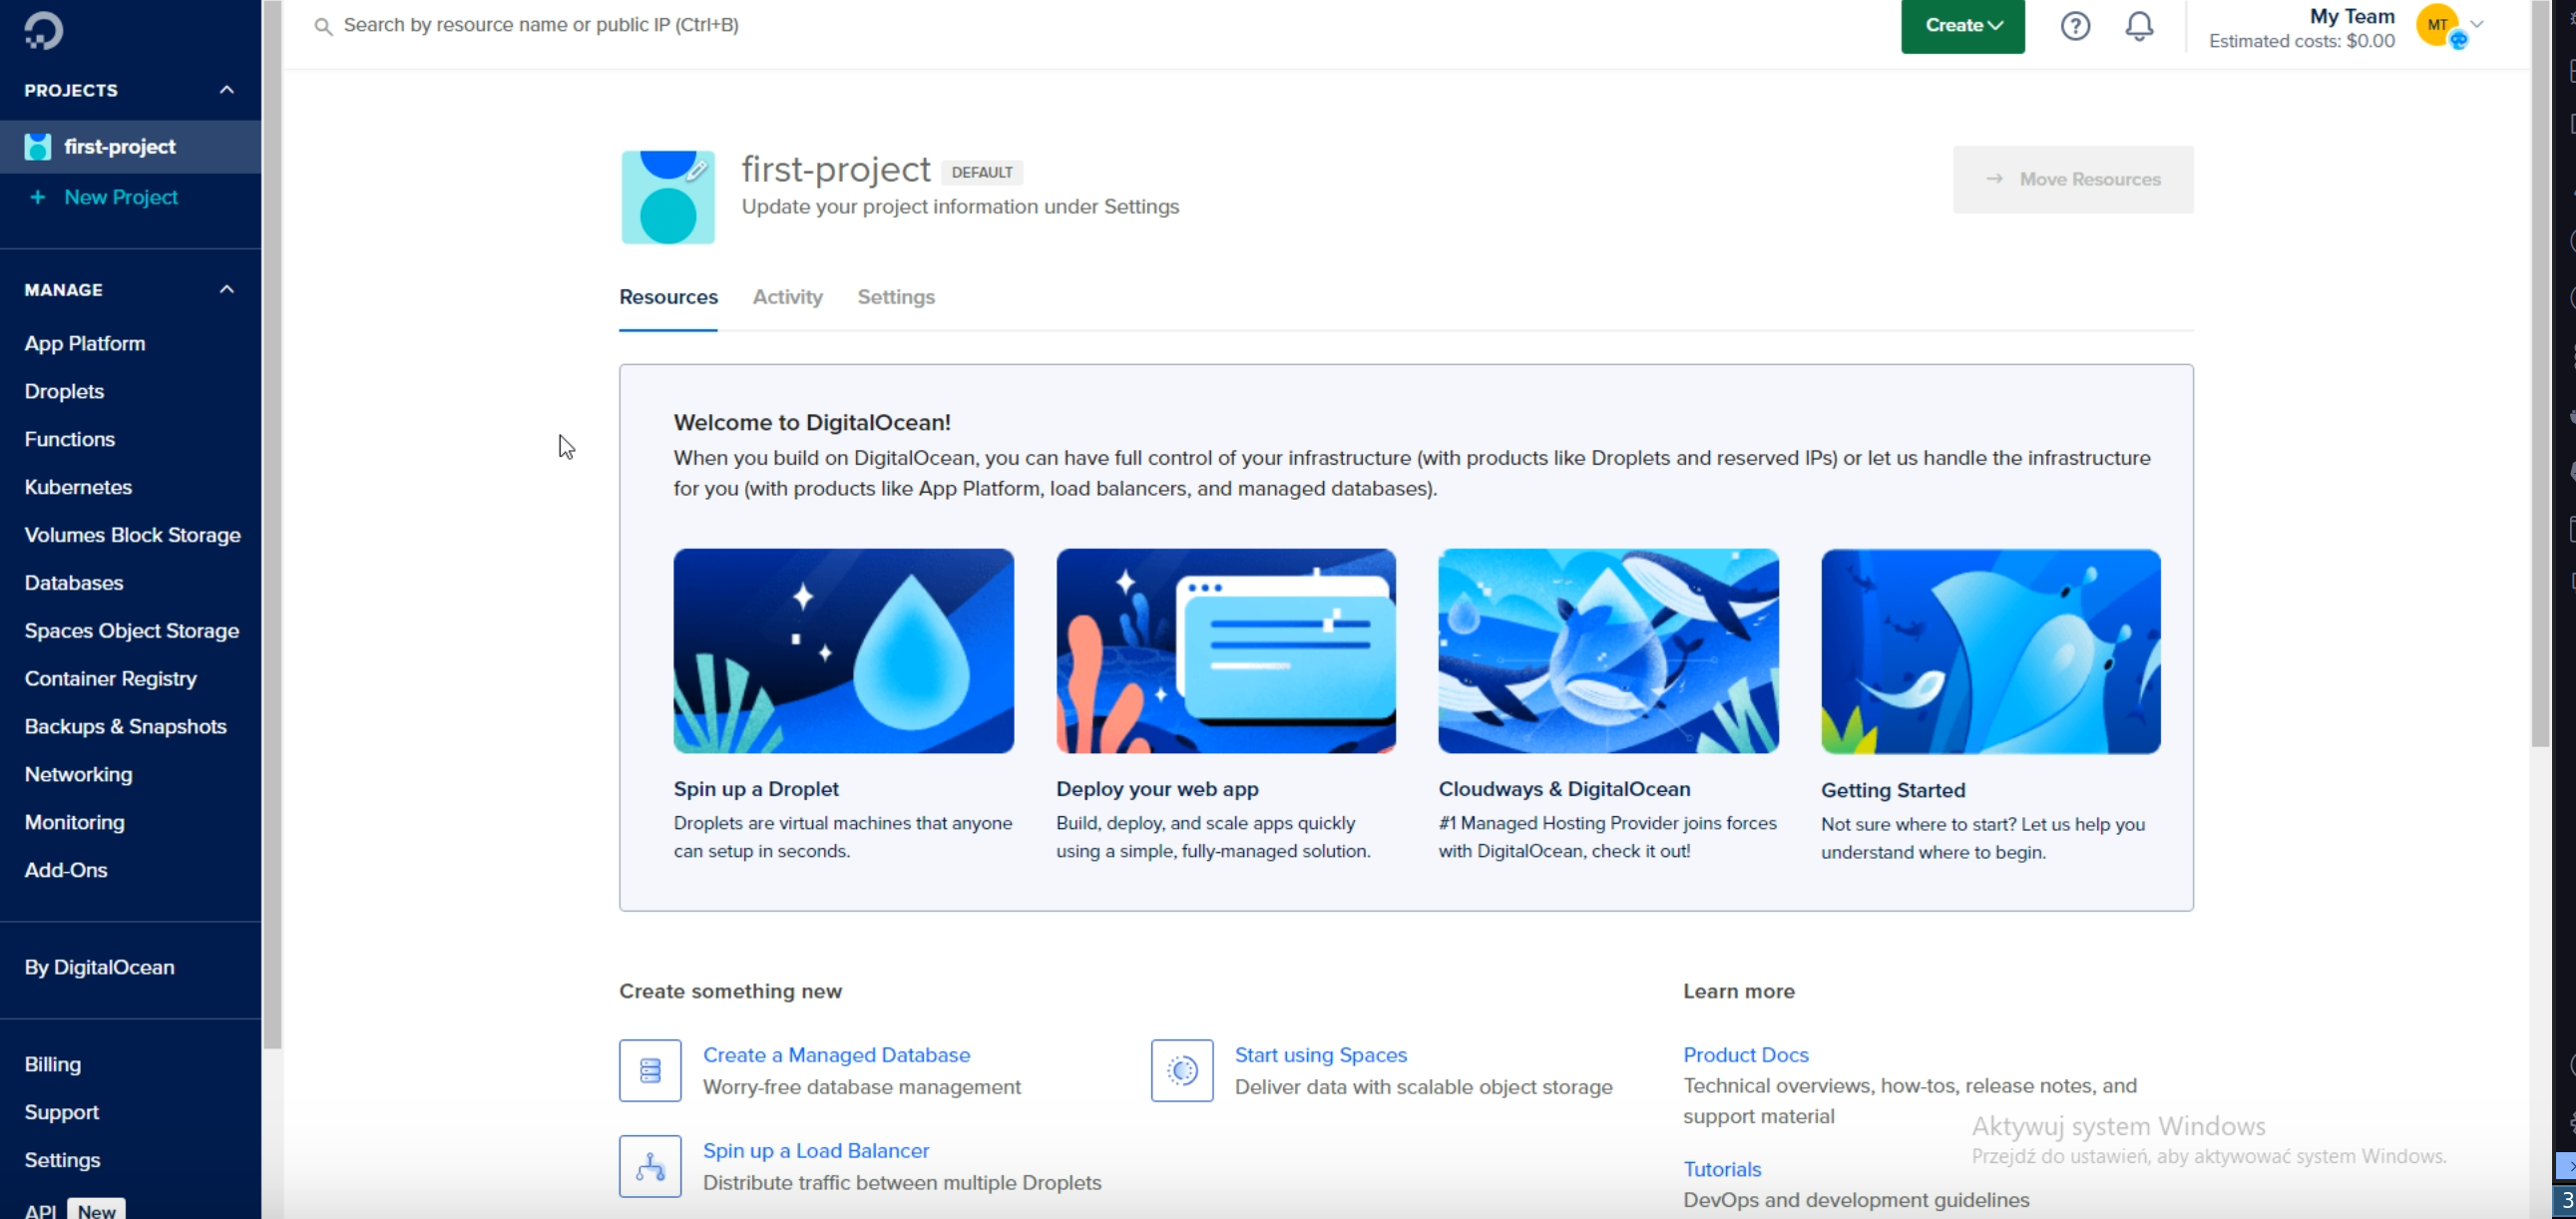 Search by resource name or public IP (Ctrl+B)
Create
My Team
Estimated costs: $0.00
MT
PROJECTS
first-project
+ New Project
MANAGE
App Platform
Droplets
Functions
Kubernetes
Volumes Block Storage
Databases
Spaces Object Storage
Container Registry
Backups & Snapshots
Networking
Monitoring
Add-Ons
By DigitalOcean
Billing
Support
Settings
API New
first-project DEFAULT
Update your project information under Settings
→ Move Resources
Resources Activity Settings
Welcome to DigitalOcean!
When you build on DigitalOcean, you can have full control of your infrastructure (with products like Droplets and reserved IPs) or let us handle the infrastructure
for you (with products like App Platform, load balancers, and managed databases).
Spin up a Droplet
Droplets are virtual machines that anyone
can setup in seconds.
Deploy your web app
Build, deploy, and scale apps quickly
using a simple, fully-managed solution.
Cloudways & DigitalOcean
#1 Managed Hosting Provider joins forces
with DigitalOcean, check it out!
Getting Started
Not sure where to start? Let us help you
understand where to begin.
Create something new
Create a Managed Database
Worry-free database management
Start using Spaces
Deliver data with scalable object storage
Spin up a Load Balancer
Distribute traffic between multiple Droplets
Learn more
Product Docs
Technical overviews, how-tos, release notes, and
support material
Tutorials
DevOps and development guidelines
Aktywuj system Windows
Przejdź do ustawień, aby aktywować system Windows.
3